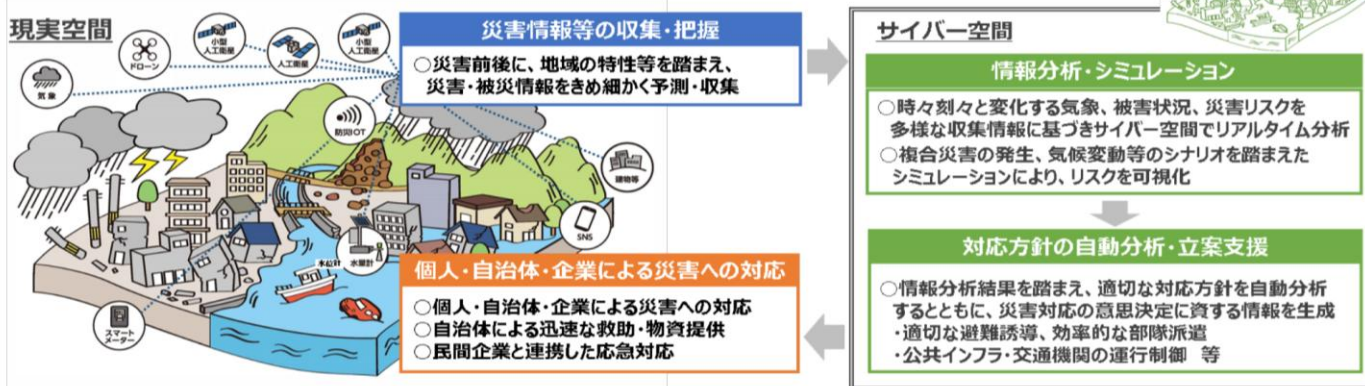 現実空間
小型
人工衛星
人工衛星
小型
人工衛星
ドローン
気象
防災IOT
建物等
SNS
水位計
水量計
スマート
メーター
災害情報等の収集・把握
○災害前後に、地域の特性等を踏まえ、
災害・被災情報をきめ細かく予測・収集
サイバー空間
情報分析・シミュレーション
○時々刻々と変化する気象、被害状況、災害リスクを
多様な収集情報に基づきサイバー空間でリアルタイム分析
○複合災害の発生、気候変動等のシナリオを踏まえた
シミュレーションにより、リスクを可視化
対応方針の自動分析・立案支援
○情報分析結果を踏まえ、適切な対応方針を自動分析
するとともに、災害対応の意思決定に資する情報を生成
・適切な避難誘導、効率的な部隊派遣
・公共インフラ・交通機関の運行制御 等
個人・自治体・企業による災害への対応
○個人・自治体・企業による災害への対応
○自治体による迅速な救助・物資提供
○民間企業と連携した応急対応